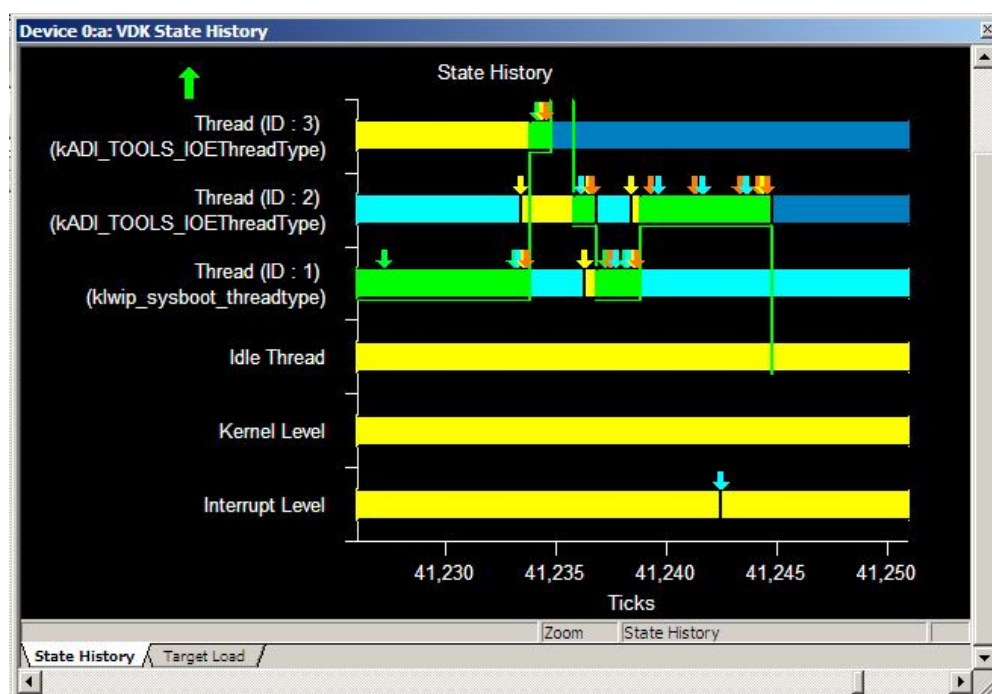 Device 0:a: VDK State History
State History
Thread (ID : 3)
(kADI_TOOLS_IOEThreadType)
Thread (ID : 2)
(kADI_TOOLS_IOEThreadType)
Thread (ID : 1)
(klwip_sysboot_threadtype)
Idle Thread
Kernel Level
Interrupt Level
41,230 41,235 41,240 41,245 41,250
Ticks
Zoom State History
State History Target Load